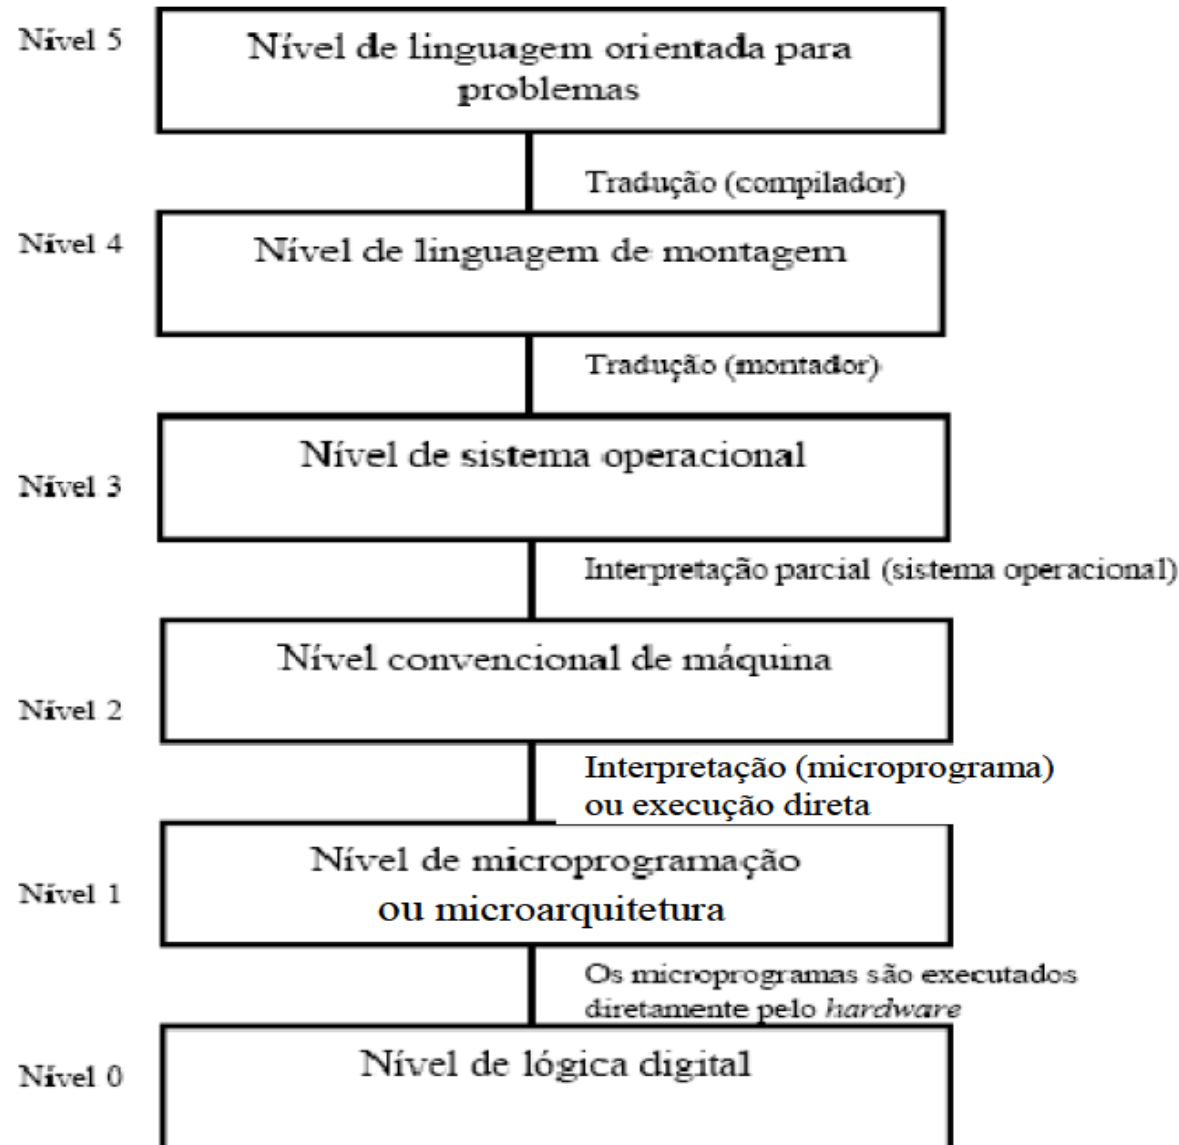 Nível 5
Nível de linguagem orientada para
problemas
Tradução (compilador)
Nível 4
Nível de linguagem de montagem
Tradução (montador)
Nível de sistema operacional
Nível 3
Interpretação parcial (sistema operacional)
Nível convencional de máquina
Nível 2
Interpretação (microprograma)
ou execução direta
Nível de microprogramação
Nível 1
ou microarquitetura
Os microprogramas são executados
diretamente pelo hardware
Nível de lógica digital
Nível 0